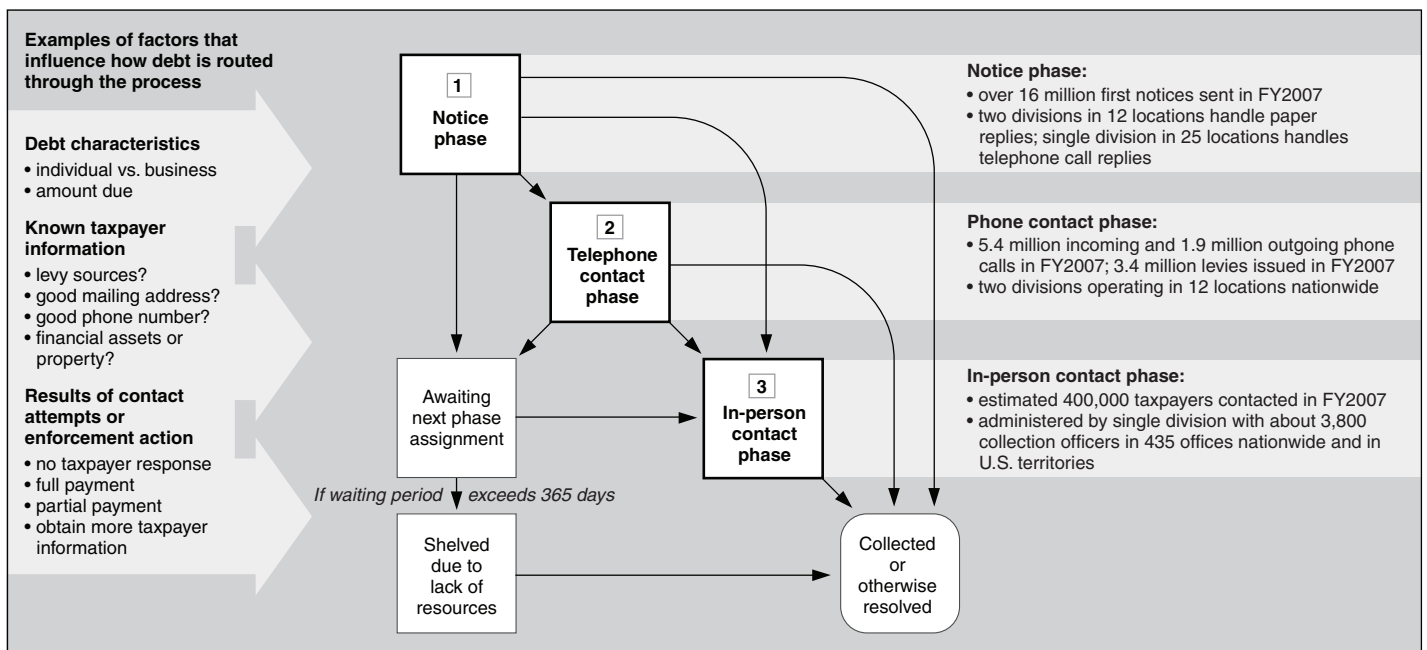 Examples of factors that
influence how debt is routed
through the process
Debt characteristics
• individual vs. business
• amount due
Known taxpayer
information
• levy sources?
• good mailing address?
• good phone number?
• financial assets or
property?
Results of contact
attempts or
enforcement action
• no taxpayer response
• full payment
• partial payment
• obtain more taxpayer
information
1
Notice
phase
2
Telephone
contact
phase
Awaiting
next phase
assignment
3
In-person
contact
phase
If waiting period exceeds 365 days
Shelved
due to
lack of
resources
Collected
or
otherwise
resolved
Notice phase:
• over 16 million first notices sent in FY2007
• two divisions in 12 locations handle paper
replies; single division in 25 locations handles
telephone call replies
Phone contact phase:
• 5.4 million incoming and 1.9 million outgoing phone
calls in FY2007; 3.4 million levies issued in FY2007
• two divisions operating in 12 locations nationwide
In-person contact phase:
• estimated 400,000 taxpayers contacted in FY2007
• administered by single division with about 3,800
collection officers in 435 offices nationwide and in
U.S. territories